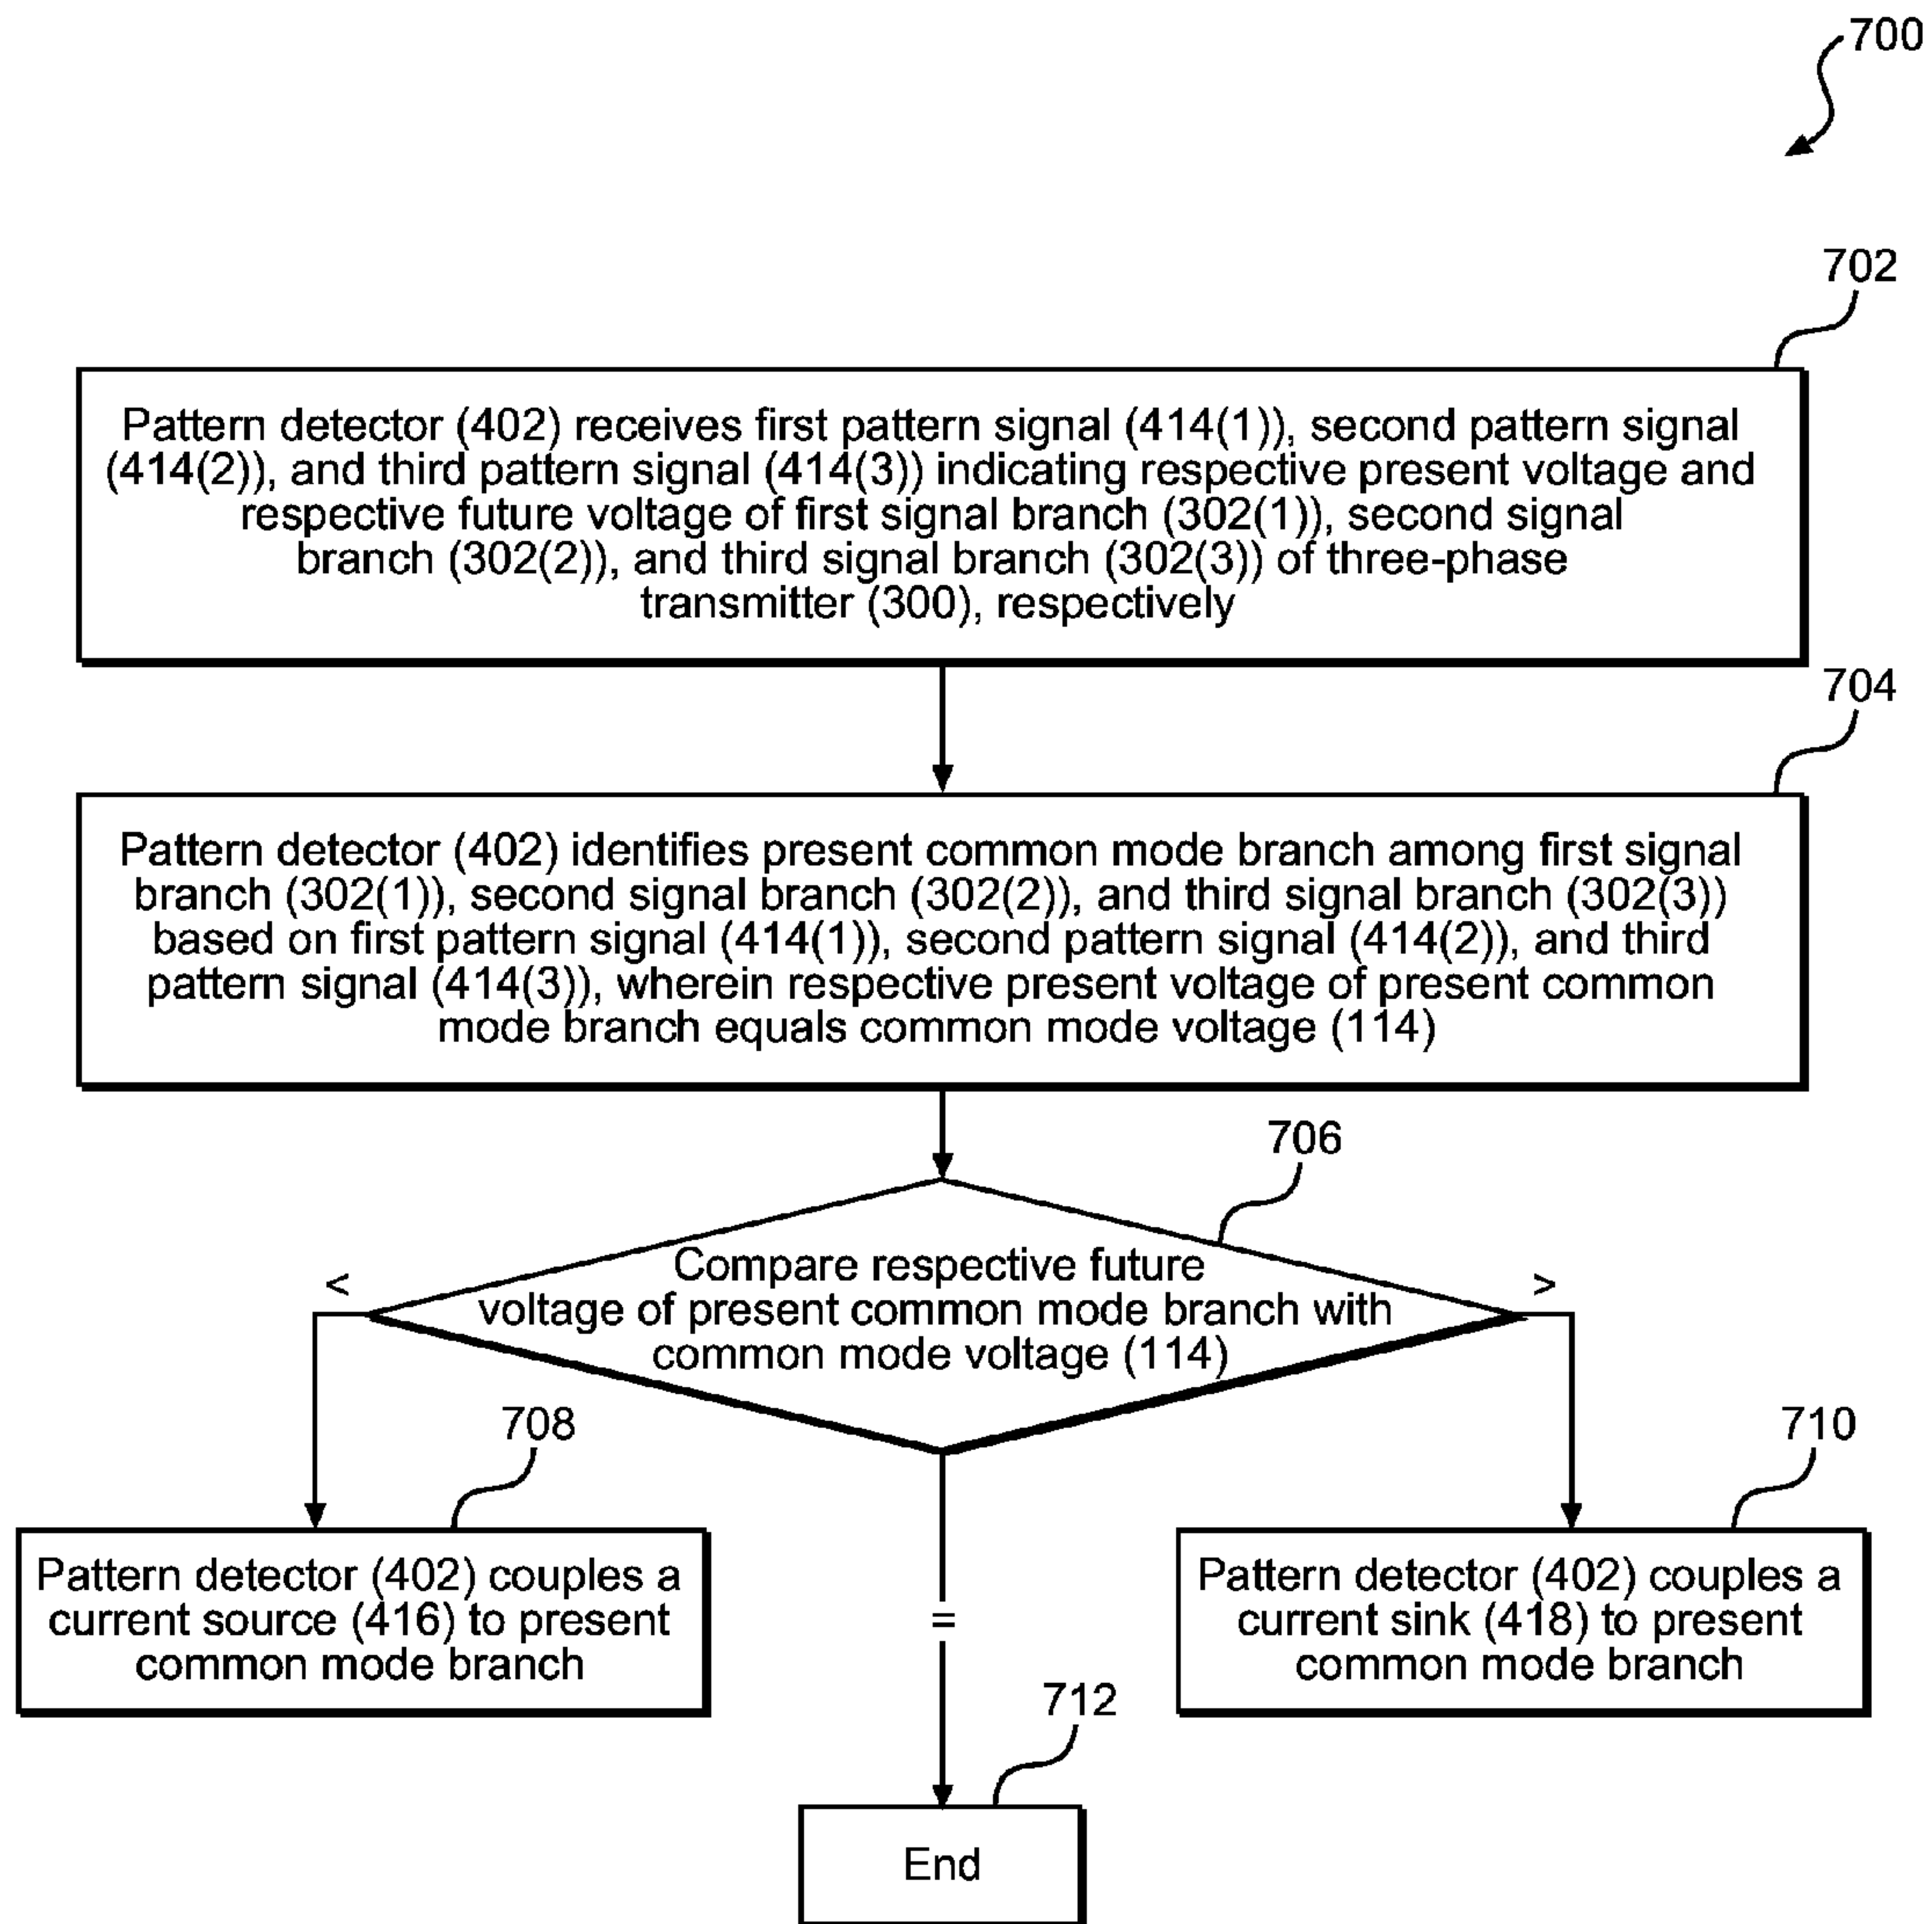 700
702
Pattern detector (402) receives first pattern signal (414(1)), second pattern signal
(414(2)), and third pattern signal (414(3)) indicating respective present voltage and
respective future voltage of first signal branch (302(1)), second signal
branch (302(2)), and third signal branch (302(3)) of three-phase
transmitter (300), respectively
704
Pattern detector (402) identifies present common mode branch among first signal
branch (302(1)), second signal branch (302(2)), and third signal branch (302(3))
based on first pattern signal (414(1)), second pattern signal (414(2)), and third
pattern signal (414(3)), wherein respective present voltage of present common
mode branch equals common mode voltage (114)
706
Compare respective future
voltage of present common mode branch with
common mode voltage (114)
<
>
708
710
Pattern detector (402) couples a
current source (416) to present
common mode branch
=
Pattern detector (402) couples a
current sink (418) to present
common mode branch
712
End